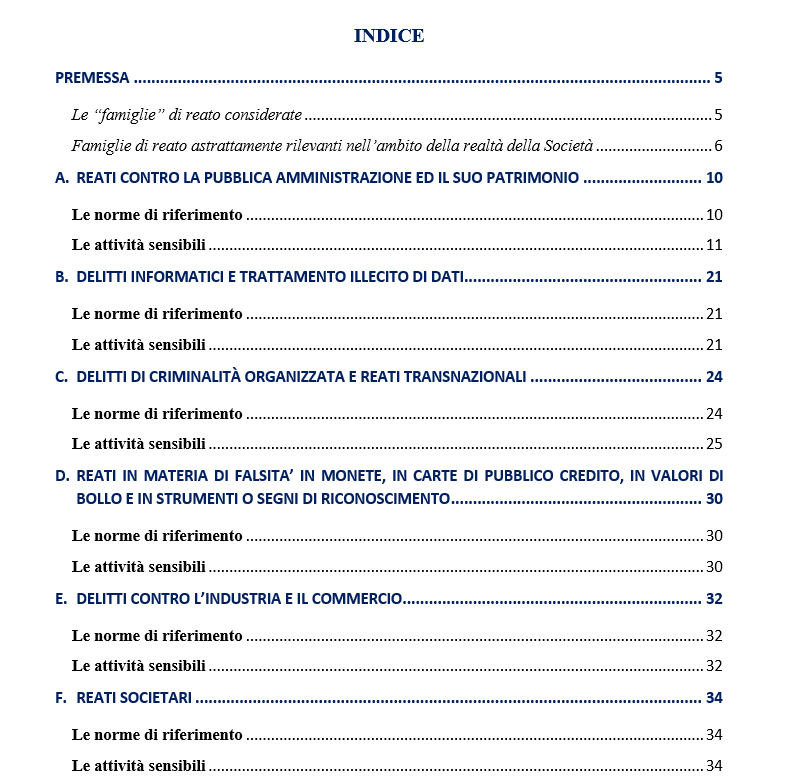 INDICE
PREMESSA ........................................................................................................ 5
Le “famiglie” di reato considerate ........................................................................................................ 5
Famiglie di reato astrattamente rilevanti nell’ambito della realtà della Società ............................. 6
A. REATI CONTRO LA PUBBLICA AMMINISTRAZIONE ED IL SUO PATRIMONIO ........................... 10
Le norme di riferimento ........................................................................................................ 10
Le attività sensibili ........................................................................................................ 11
B. DELITTI INFORMATICI E TRATTAMENTO ILLECITO DI DATI...................................................... 21
Le norme di riferimento ........................................................................................................ 21
Le attività sensibili ........................................................................................................ 21
C. DELITTI DI CRIMINALITÀ ORGANIZZATA E REATI TRANSNAZIONALI ....................................... 24
Le norme di riferimento ........................................................................................................ 24
Le attività sensibili ........................................................................................................ 25
D. REATI IN MATERIA DI FALSITA’ IN MONETE, IN CARTE DI PUBBLICO CREDITO, IN VALORI DI
BOLLO E IN STRUMENTI O SEGNI DI RICONOSCIMENTO......................................................... 30
Le norme di riferimento ........................................................................................................ 30
Le attività sensibili ........................................................................................................ 30
E. DELITTI CONTRO L’INDUSTRIA E IL COMMERCIO.................................................................... 32
Le norme di riferimento ........................................................................................................ 32
Le attività sensibili ........................................................................................................ 32
F. REATI SOCIETARI ........................................................................................................ 34
Le norme di riferimento ........................................................................................................ 34
Le attività sensibili ........................................................................................................ 34